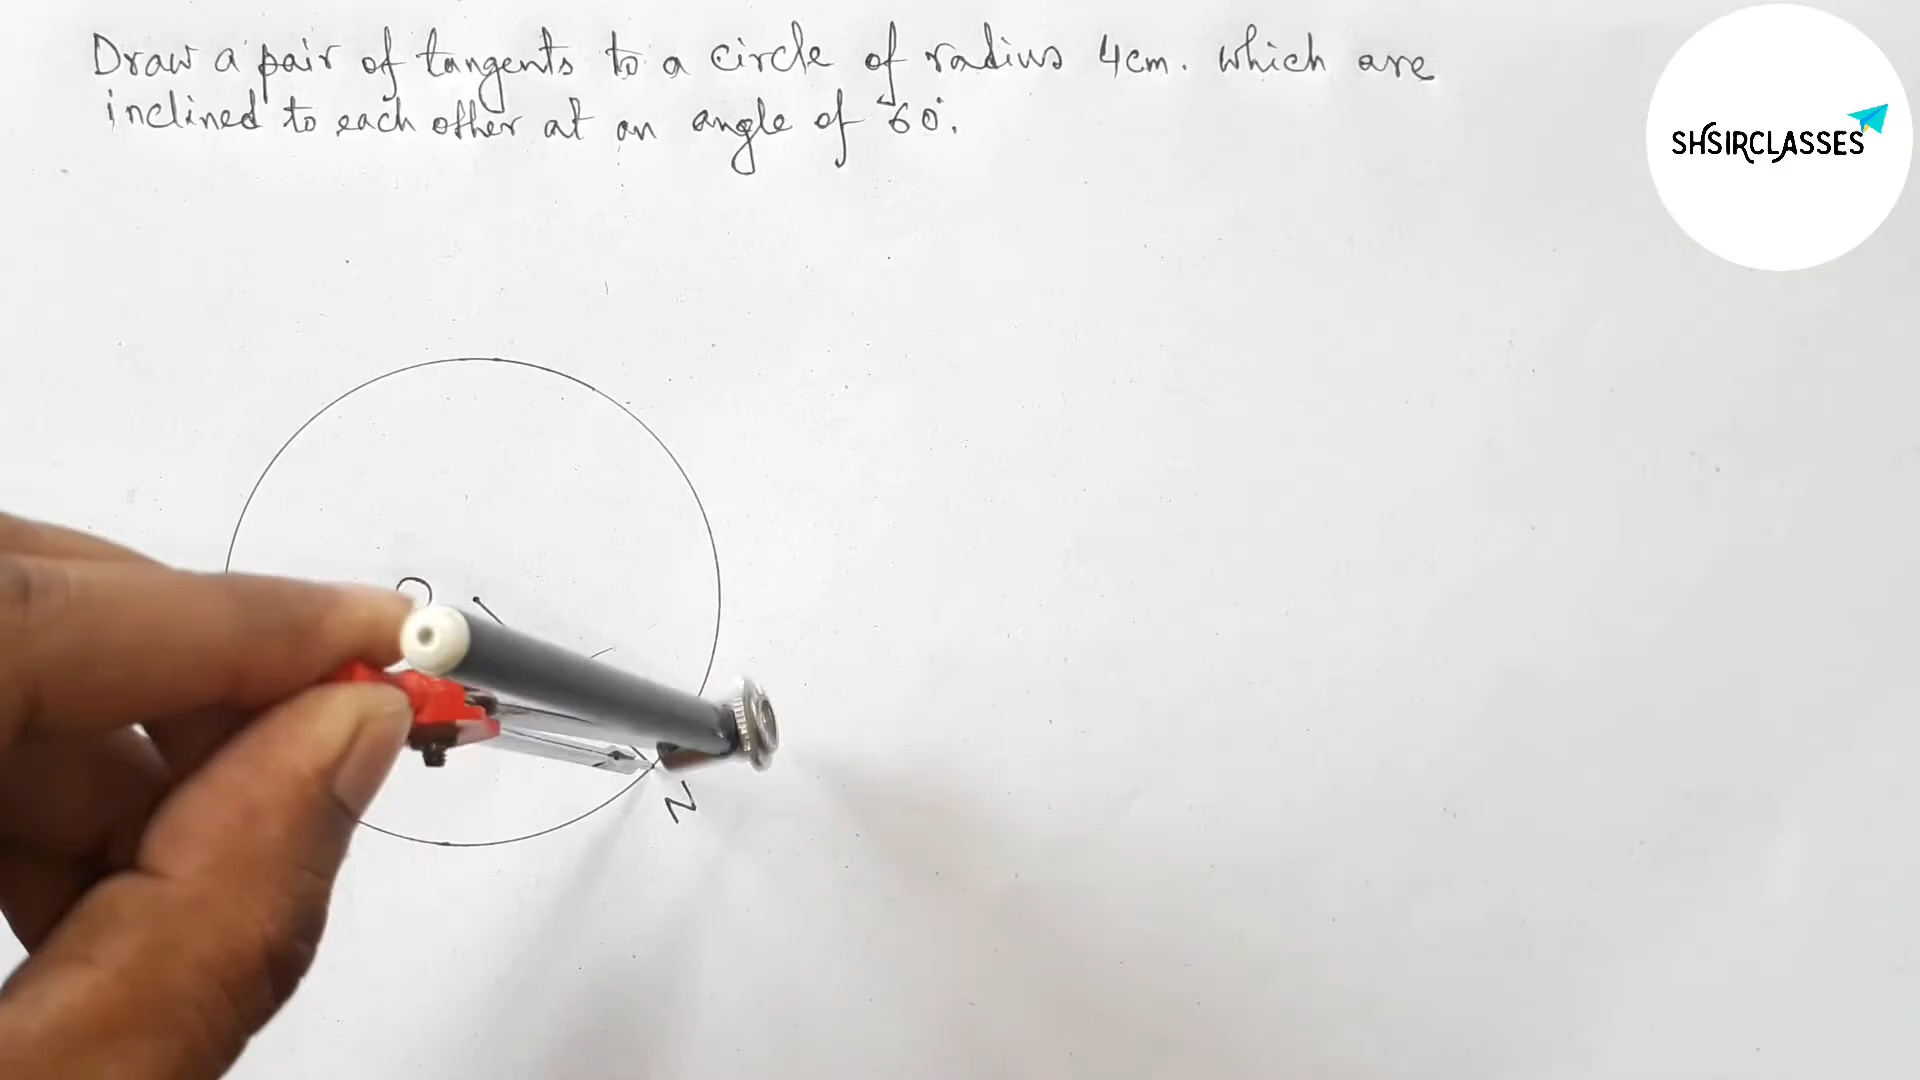 Draw a pair of tangents to a circle of radius 4cm. which are
inclined to each other at an angle of 60°.
SHSIRCLASSES
O
N